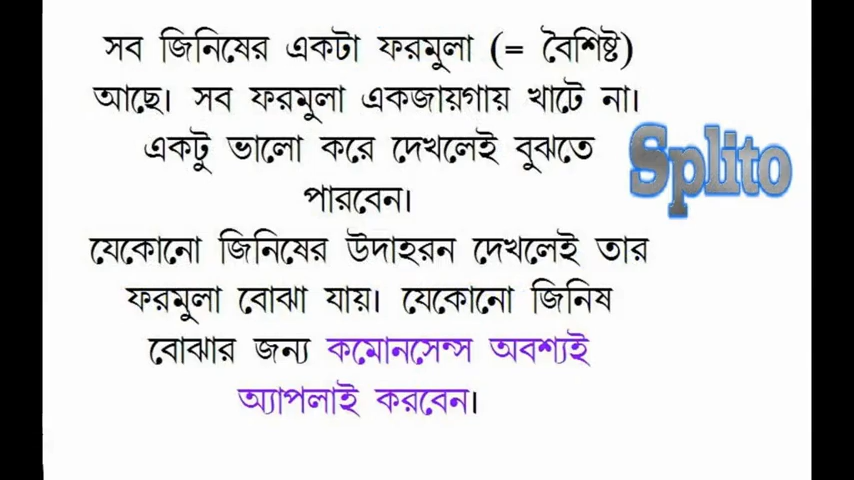 সব জিনিষের একটা ফরমুলা (= বৈশিষ্ট)
আছে। সব ফরমুলা একজায়গায় খাটে না।
একটু ভালো করে দেখলেই বুঝতে
পারবেন।
Splito
যেকোনো জিনিষের উদাহরন দেখলেই তার
ফরমুলা বোঝা যায়। যেকোনো জিনিষ
বোঝার জন্য কমোনসেন্স অবশ্যই
অ্যাপলাই করবেন।